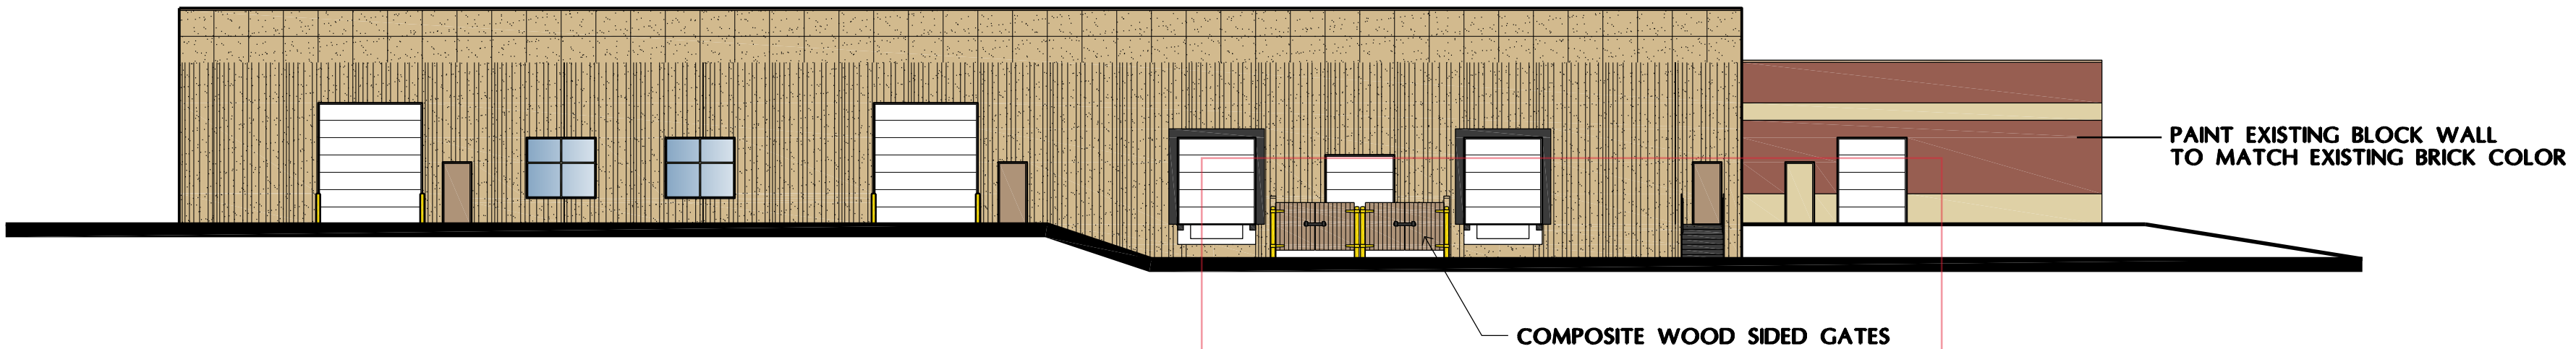 PAINT EXISTING BLOCK WALL
TO MATCH EXISTING BRICK COLOR
COMPOSITE WOOD SIDED GATES